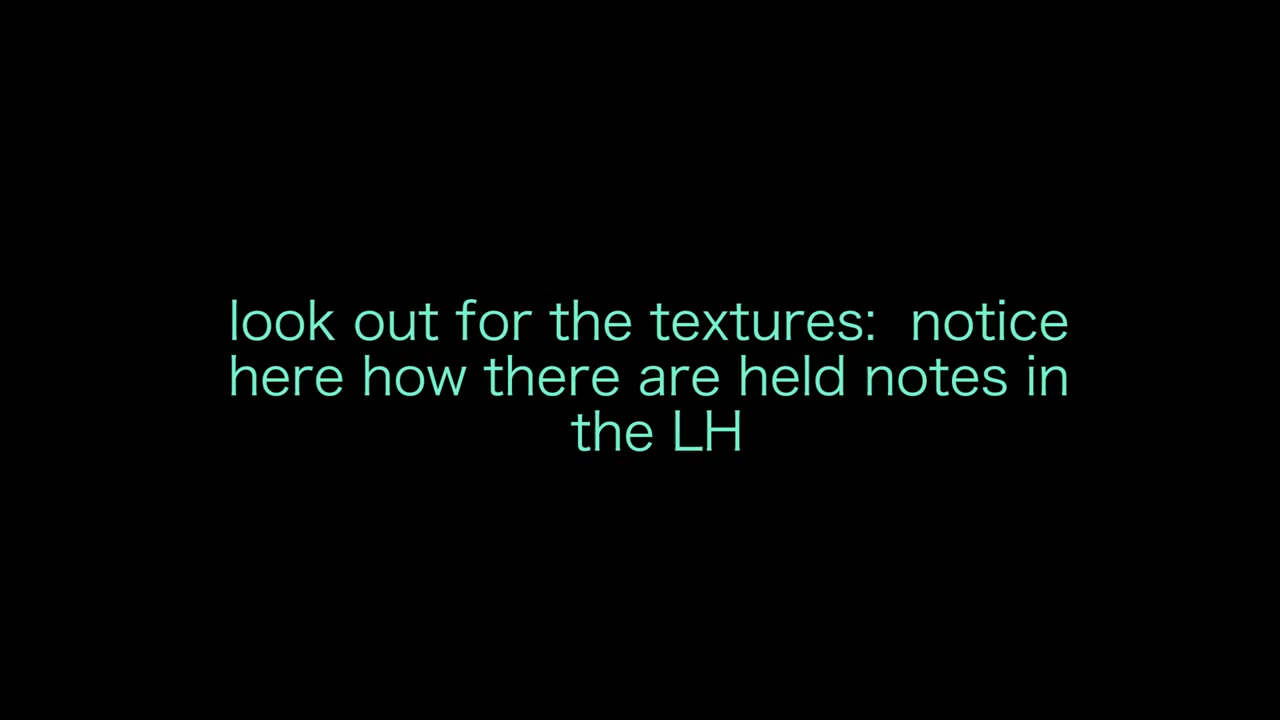 look out for the textures:  notice
here how there are held notes in
the LH